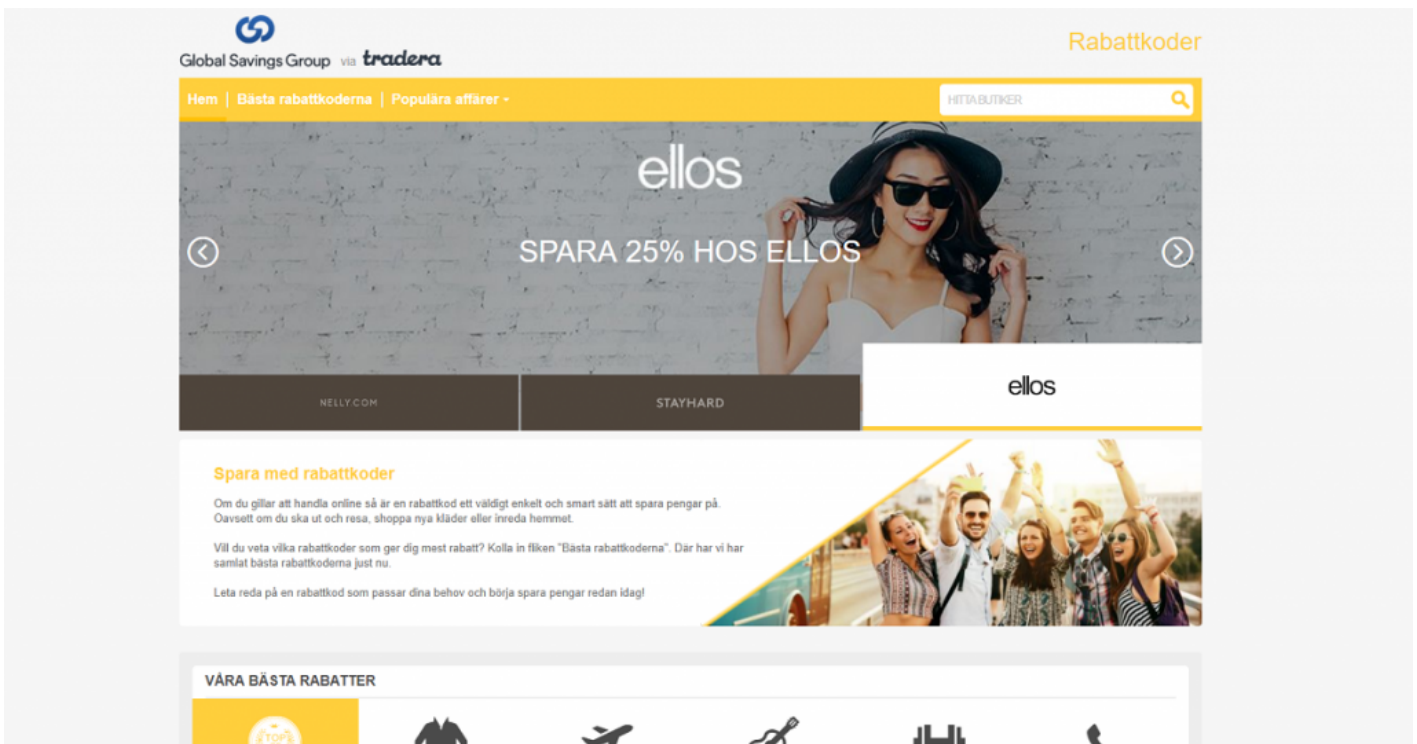 Global Savings Group via tradera
Rabattkoder
Hem | Bästa rabattkoderna | Populära affärer
HITTA BUTIKER
ellos
SPARA 25% HOS ELLOS
NELLY.COM
STAYHARD
ellos
Spara med rabattkoder
Om du gillar att handla online så är en rabattkod ett väldigt enkelt och smart sätt att spara pengar på.
Oavsett om du ska ut och resa, shoppa nya kläder eller inreda hemmet.
Vill du veta vilka rabattkoder som ger dig mest rabatt? Kolla in fliken "Bästa rabattkoderna". Där har vi har
samlat bästa rabattkoderna just nu.
Leta reda på en rabattkod som passar dina behov och börja spara pengar redan idag!
VÅRA BÄSTA RABATTER
TOP